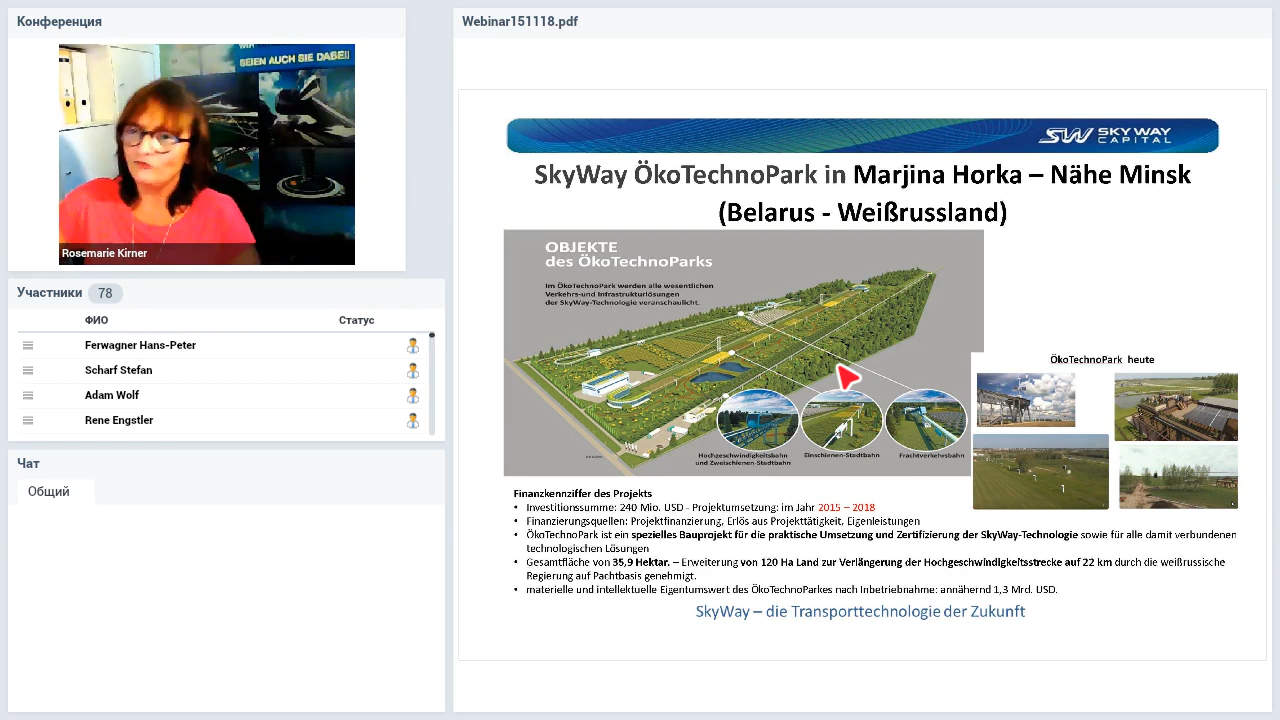 Конференция
WIR
SEIEN AUCH SIE DABEI!
Rosemarie Kirner
Участники 78
ФИО Статус
Ferwagner Hans-Peter
Scharf Stefan
Adam Wolf
Rene Engstler
Чат
Общий
Webinar151118.pdf
SW SKY WAY
CAPITAL
SkyWay ÖkoTechnoPark in Marjina Horka – Nähe Minsk
(Belarus - Weißrussland)
OBJEKTE
des ÖkoTechnoParks
Im ÖkoTechnoPark werden alle wesentlichen
Verkehrs-und Infrastrukturlösungen
der SkyWay-Technologie veranschaulicht.
Hochgeschwindigkeitsbahn
und Zweischienen-Stadtbahn
Einschienen-Stadtbahn
Frachtverkehrsbahn
ÖkoTechnoPark heute
Finanzkennziffer des Projekts
• Investitionssumme: 240 Mio. USD - Projektumsetzung: im Jahr 2015 – 2018
• Finanzierungsquellen: Projektfinanzierung, Erlös aus Projekttätigkeit, Eigenleistungen
• ÖkoTechnoPark ist ein spezielles Bauprojekt für die praktische Umsetzung und Zertifizierung der SkyWay-Technologie sowie für alle damit verbundenen
technologischen Lösungen
• Gesamtfläche von 35,9 Hektar. – Erweiterung von 120 Ha Land zur Verlängerung der Hochgeschwindigkeitsstrecke auf 22 km durch die weißrussische
Regierung auf Pachtbasis genehmigt.
• materielle und intellektuelle Eigentumswert des ÖkoTechnoParkes nach Inbetriebnahme: annähernd 1,3 Mrd. USD.
SkyWay – die Transporttechnologie der Zukunft